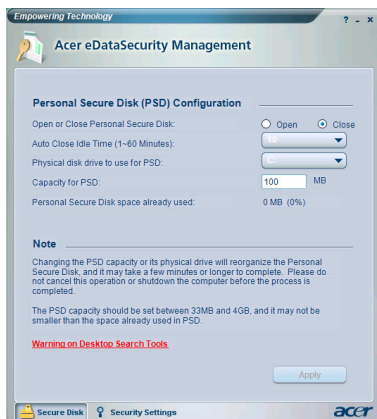 Empowering Technology
? - x
Acer eDataSecurity Management
Personal Secure Disk (PSD) Configuration
Open or Close Personal Secure Disk: Open Close
Auto Close Idle Time (1~60 Minutes): 10
Physical disk drive to use for PSD: C:
Capacity for PSD: 100 MB
Personal Secure Disk space already used: 0 MB (0%)
Note
Changing the PSD capacity or its physical drive will reorganize the Personal
Secure Disk, and it may take a few minutes or longer to complete. Please do
not cancel this operation or shutdown the computer before the process is
completed.
The PSD capacity should be set between 33MB and 4GB, and it may not be
smaller than the space already used in PSD.
Warning on Desktop Search Tools
Apply
Secure Disk Security Settings acer